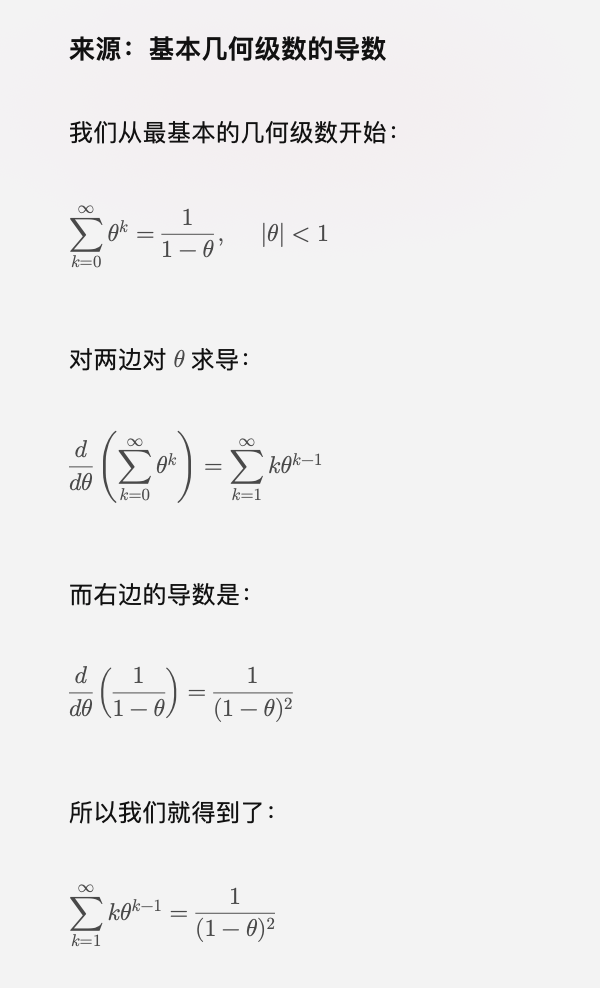 来源：基本几何级数的导数
我们从最基本的几何级数开始：
$$\sum_{k=0}^{\infty} \theta^k = \frac{1}{1-\theta}, \quad |\theta| < 1$$
对两边对 θ 求导：
$$\frac{d}{d\theta}\left(\sum_{k=0}^{\infty} \theta^k\right) = \sum_{k=1}^{\infty} k\theta^{k-1}$$
而右边的导数是：
$$\frac{d}{d\theta}\left(\frac{1}{1-\theta}\right) = \frac{1}{(1-\theta)^2}$$
所以我们就得到了：
$$\sum_{k=1}^{\infty} k\theta^{k-1} = \frac{1}{(1-\theta)^2}$$